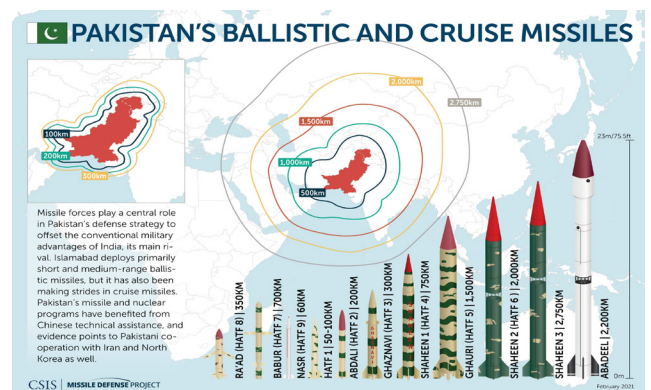 PAKISTAN'S BALLISTIC AND CRUISE MISSILES
100km
200km
300km
2,000km
2,750km
1,500km
1,000km
500km
23m/75.5ft
Missile forces play a central role
in Pakistan's defense strategy to
offset the conventional military
advantages of India, its main ri-
val. Islamabad deploys primarily
short and medium-range ballis-
tic missiles, but it has also been
making strides in cruise missiles.
Pakistan's missile and nuclear
programs have benefited from
Chinese technical assistance, and
evidence points to Pakistani co-
operation with Iran and North
Korea as well.
RA'AD (HATF 8) | 350KM
BABUR (HATF 7) | 700KM
NASR (HATF 9) | 60KM
HATF 1 | 50-100KM
ABDALI (HATF 2) | 200KM
GHAZNAVI (HATF 3) | 300KM
SHAHEEN 1 (HATF 4) | 750KM
GHAURI (HATF 5) | 1,500KM
SHAHEEN 2 (HATF 6) | 2,000KM
SHAHEEN 3 | 2,750KM
ABADEEL | 2,200KM
0m
CSIS | MISSILE DEFENSE PROJECT
February 2021